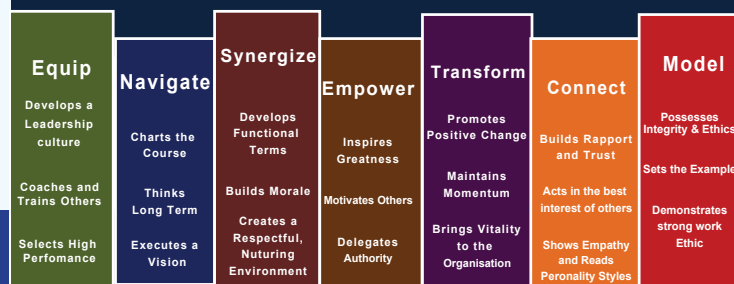 Equip
Develops a
Leadership
culture
Coaches and
Trains Others
Selects High
Perfomance
Navigate
Charts the
Course
Thinks
Long Term
Executes a
Vision
Synergize
Develops
Functional
Terms
Builds Morale
Creates a
Respectful,
Nuturing
Environment
Empower
Inspires
Greatness
Motivates Others
Delegates
Authority
Transform
Promotes
Positive Change
Maintains
Momentum
Brings Vitality
to the
Organisation
Connect
Builds Rapport
and Trust
Acts in the best
interest of others
Shows Empathy
and Reads
Peronality Styles
Model
Possesses
Integrity & Ethics
Sets the Example
Demonstrates
strong work
Ethic